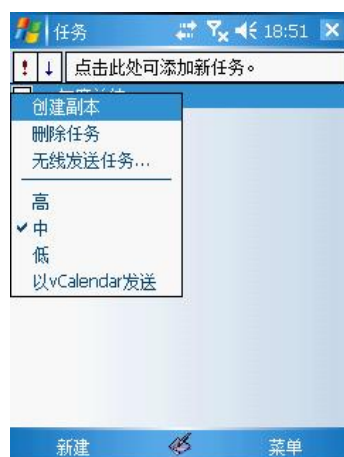 任务 18:51
! ↓ 点击此处可添加新任务。
创建副本
删除任务
无线发送任务...
高
中
低
以vCalendar发送
新建 菜单